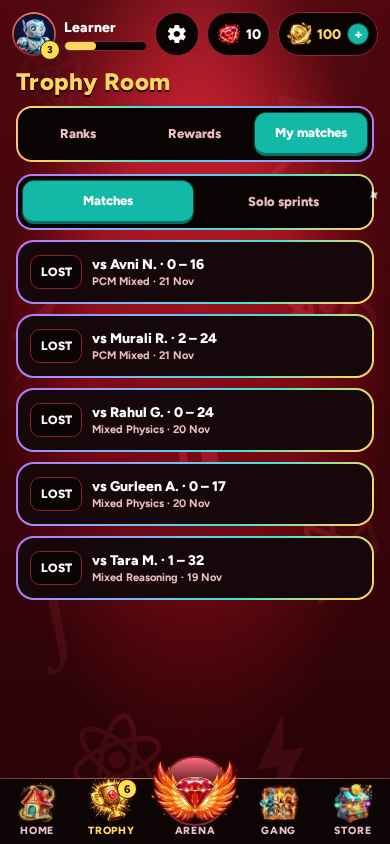 Learner
3
10
100
+
Trophy Room
Ranks
Rewards
My matches
Matches
Solo sprints
LOST
vs Avni N. · 0 – 16
PCM Mixed · 21 Nov
LOST
vs Murali R. · 2 – 24
PCM Mixed · 21 Nov
LOST
vs Rahul G. · 0 – 24
Mixed Physics · 20 Nov
LOST
vs Gurleen A. · 0 – 17
Mixed Physics · 20 Nov
LOST
vs Tara M. · 1 – 32
Mixed Reasoning · 19 Nov
6
HOME
TROPHY
ARENA
GANG
STORE